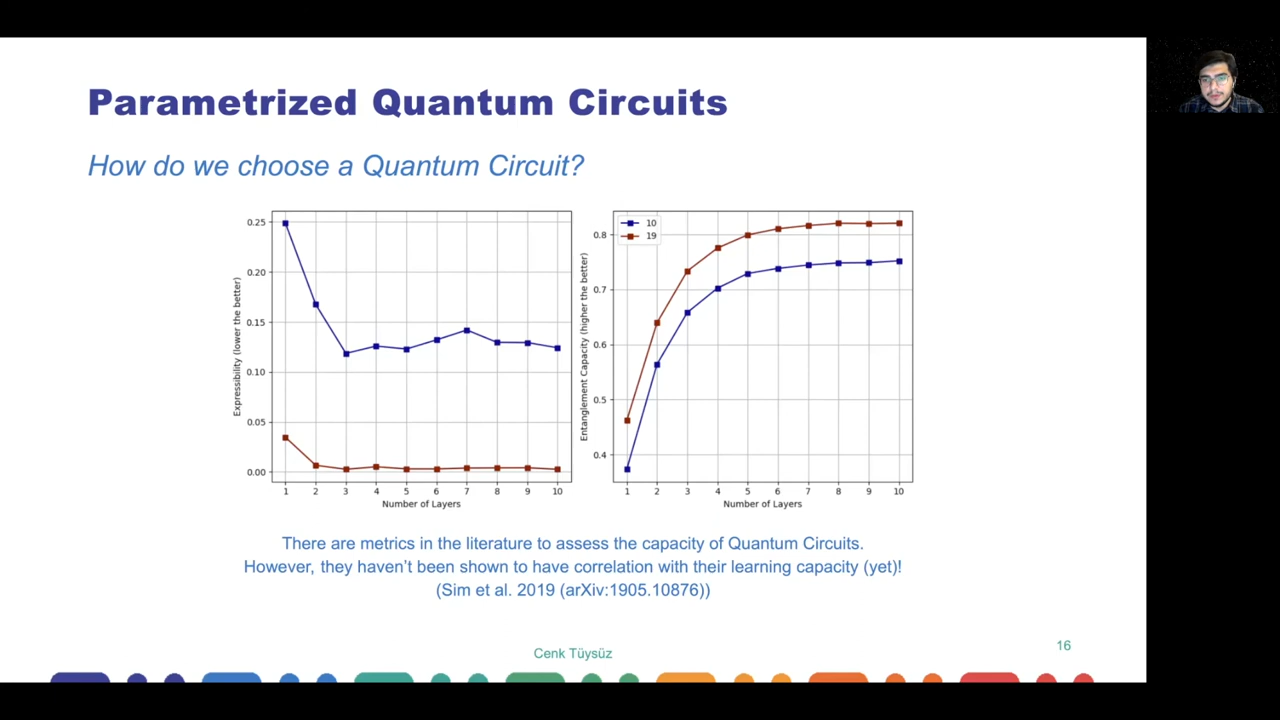 Parametrized Quantum Circuits
How do we choose a Quantum Circuit?
0.25
0.20
0.15
0.10
0.05
0.00
Expressibility (lower the better)
1 2 3 4 5 6 7 8 9 10
Number of Layers
10
19
0.8
0.7
0.6
0.5
0.4
Entanglement Capacity (higher the better)
1 2 3 4 5 6 7 8 9 10
Number of Layers
There are metrics in the literature to assess the capacity of Quantum Circuits.
However, they haven't been shown to have correlation with their learning capacity (yet)!
(Sim et al. 2019 (arXiv:1905.10876))
Cenk Tüysüz
16